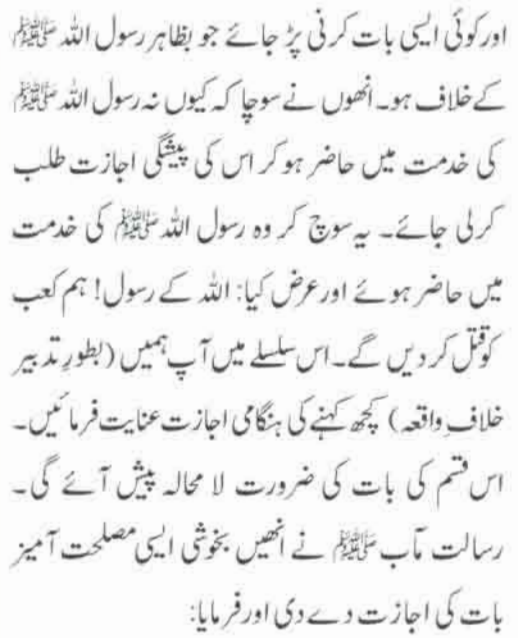 اور کوئی ایسی بات کرنی پڑ جائے جو بظاہر رسول اللہ ﷺ
کے خلاف ہو۔ انھوں نے سوچا کہ کیوں نہ رسول اللہ ﷺ
کی خدمت میں حاضر ہو کر اس کی پیشگی اجازت طلب
کرلی جائے۔ یہ سوچ کر وہ رسول اللہ ﷺ کی خدمت
میں حاضر ہوئے اور عرض کیا: اللہ کے رسول! ہم کعب
کو قتل کر دیں گے۔ اس سلسلے میں آپ ہمیں (بطورِ تدبیر
خلافِ واقعہ) کچھ کہنے کی ہنگامی اجازت عنایت فرمائیں۔
اس قسم کی بات کی ضرورت لا محالہ پیش آئے گی۔
رسالت مآب ﷺ نے انھیں بخوشی ایسی مصلحت آمیز
بات کی اجازت دے دی اور فرمایا: